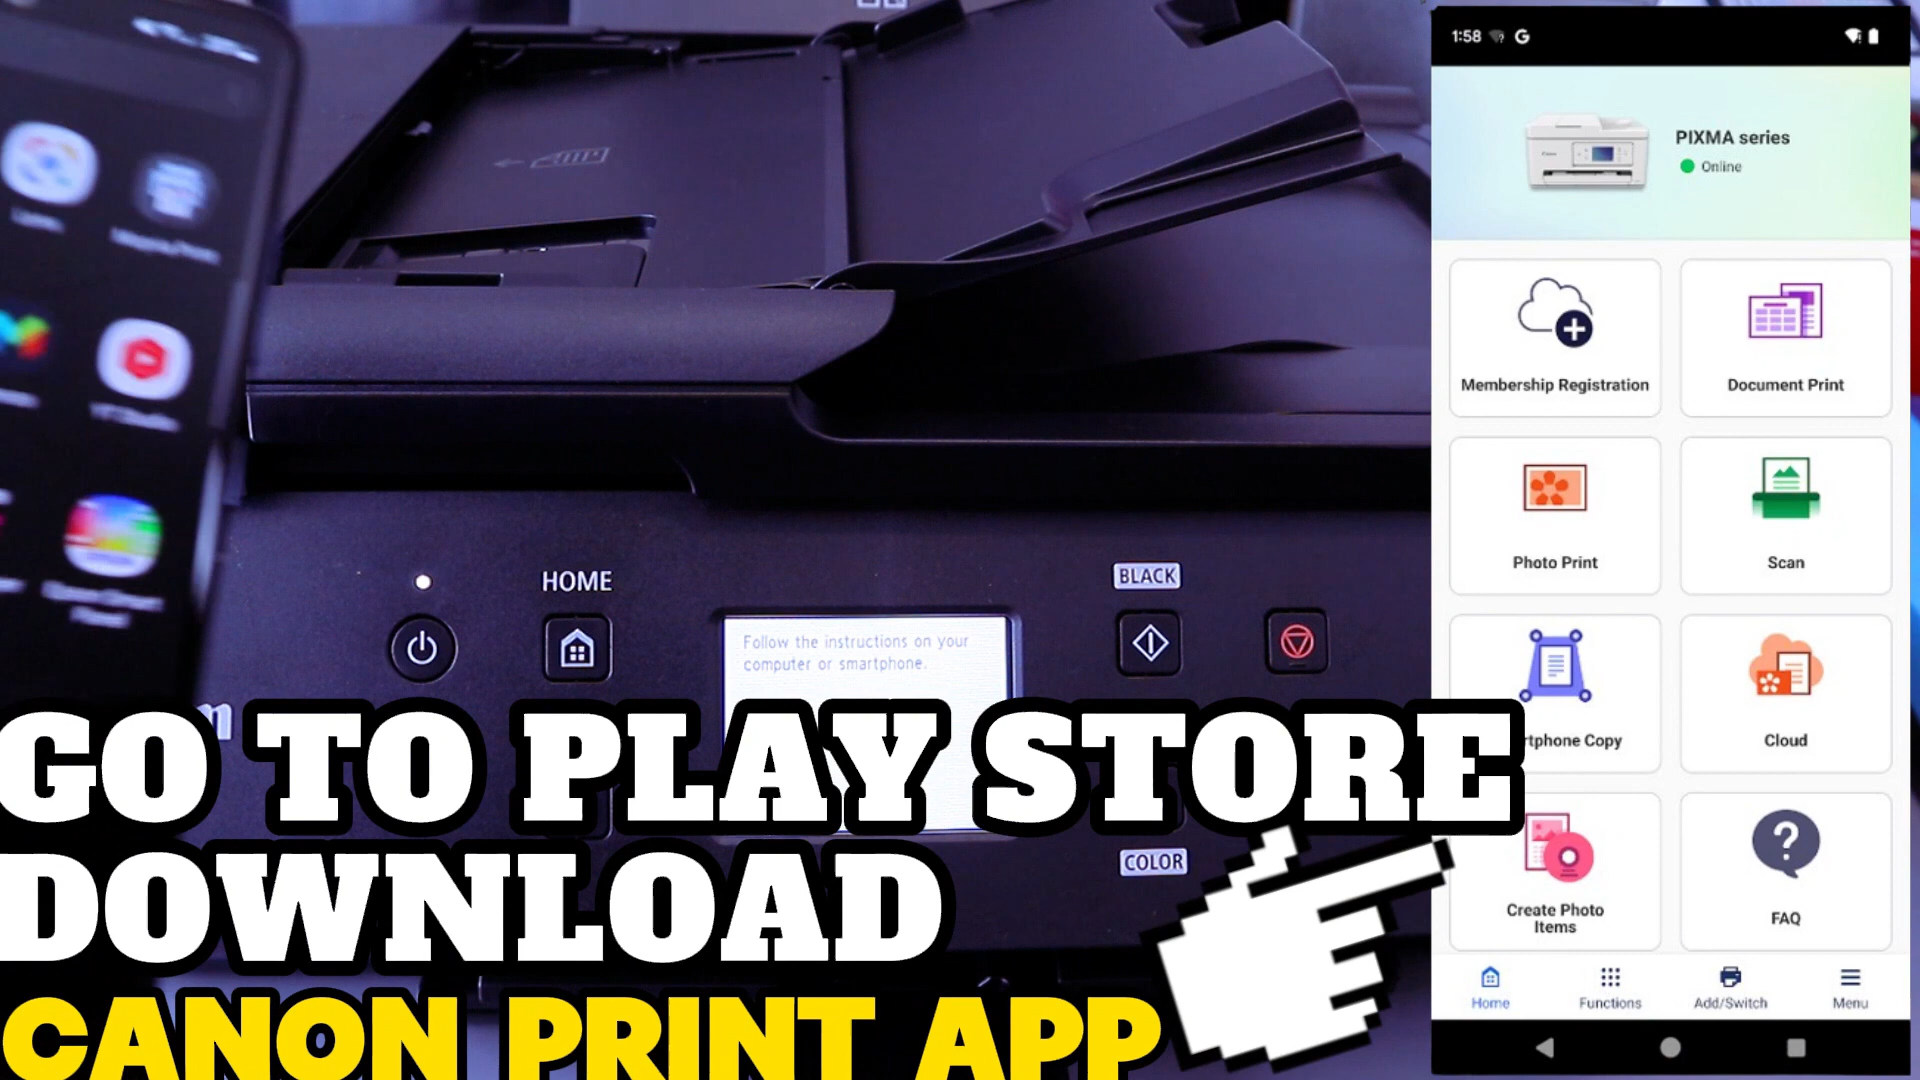 1:58
PIXMA series
Online
Membership Registration
Document Print
Photo Print
Scan
HOME
BLACK
Follow the instructions on your
computer or smartphone.
rtphone Copy
Cloud
GO TO PLAY STORE
DOWNLOAD
CANON PRINT APP
COLOR
Create Photo
Items
FAQ
Home
Functions
Add/Switch
Menu